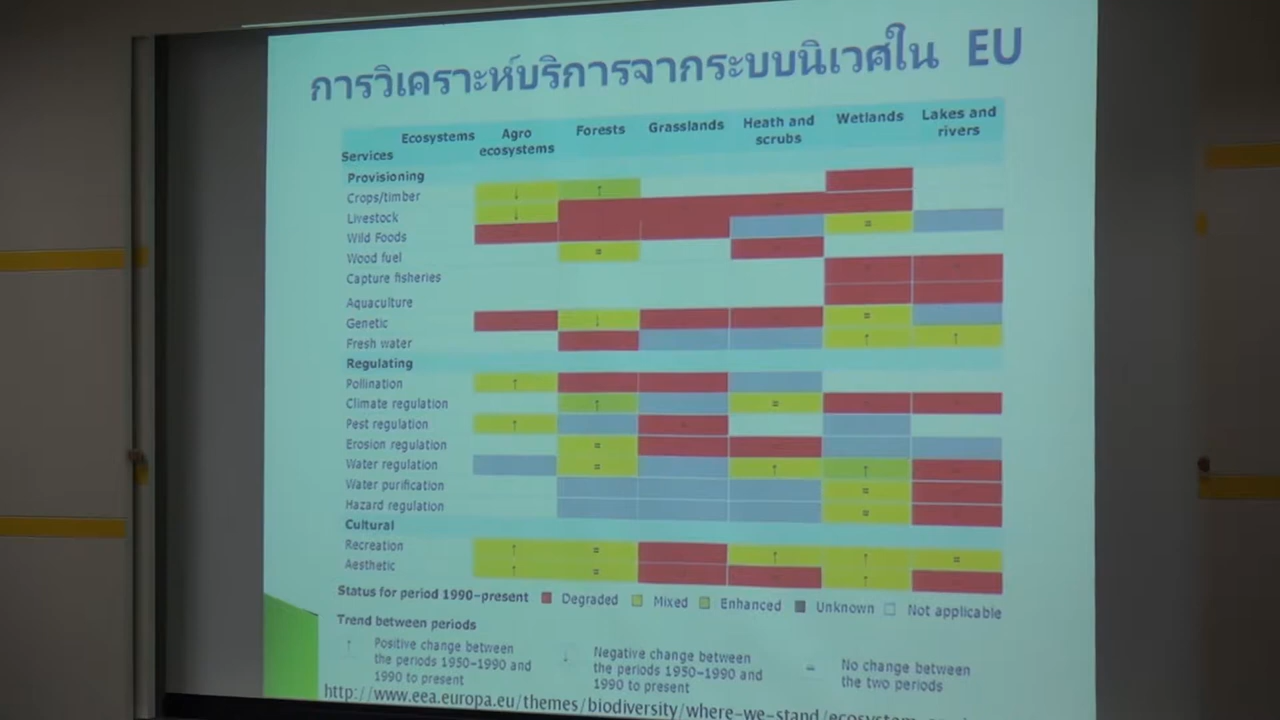 การวิเคราะห์บริการจากระบบนิเวศใน EU
Ecosystems Agro ecosystems Forests Grasslands Heath and scrubs Wetlands Lakes and rivers
Services
Provisioning
Crops/timber ↓ ↑
Livestock ↓
Wild Foods =
Wood fuel =
Capture fisheries
Aquaculture
Genetic ↓ =
Fresh water ↑ ↑
Regulating
Pollination ↑
Climate regulation ↑ =
Pest regulation ↑
Erosion regulation =
Water regulation = ↑ ↑
Water purification =
Hazard regulation =
Cultural
Recreation ↑ = ↑ ↑ =
Aesthetic ↑ = ↑
Status for period 1990–present Degraded Mixed Enhanced Unknown Not applicable
Trend between periods
↑ Positive change between the periods 1950–1990 and 1990 to present
↓ Negative change between the periods 1950–1990 and 1990 to present
= No change between the two periods
http://www.eea.europa.eu/themes/biodiversity/where-we-stand/